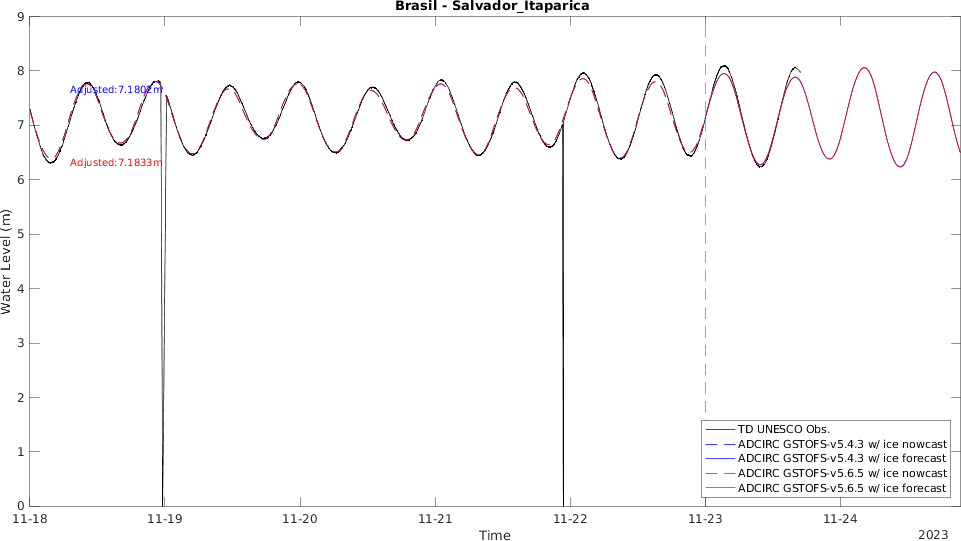 Brasil - Salvador_Itaparica
9
8
7
6
5
4
3
2
1
0
Water Level (m)
Adjusted:7.1802m
Adjusted:7.1833m
TD UNESCO Obs.
ADCIRC GSTOFS-v5.4.3 w/ ice nowcast
ADCIRC GSTOFS-v5.4.3 w/ ice forecast
ADCIRC GSTOFS-v5.6.5 w/ ice nowcast
ADCIRC GSTOFS-v5.6.5 w/ ice forecast
11-18 11-19 11-20 11-21 11-22 11-23 11-24
Time
2023